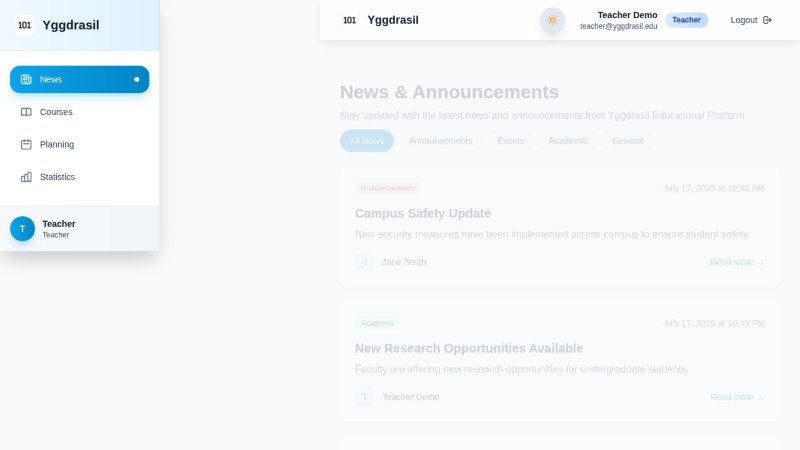 101 Yggdrasil
News
Courses
Planning
Statistics
T
Teacher
Teacher
101 Yggdrasil
Teacher Demo
teacher@yggdrasil.edu
Teacher
Logout
News & Announcements
Stay updated with the latest news and announcements from Yggdrasil Educational Platform
All News Announcements Events Academic General
Announcements July 17, 2025 at 10:45 PM
Campus Safety Update
New security measures have been implemented across campus to ensure student safety.
J Jane Smith Read more →
Academic July 17, 2025 at 10:45 PM
New Research Opportunities Available
Faculty are offering new research opportunities for undergraduate students.
T Teacher Demo Read more →